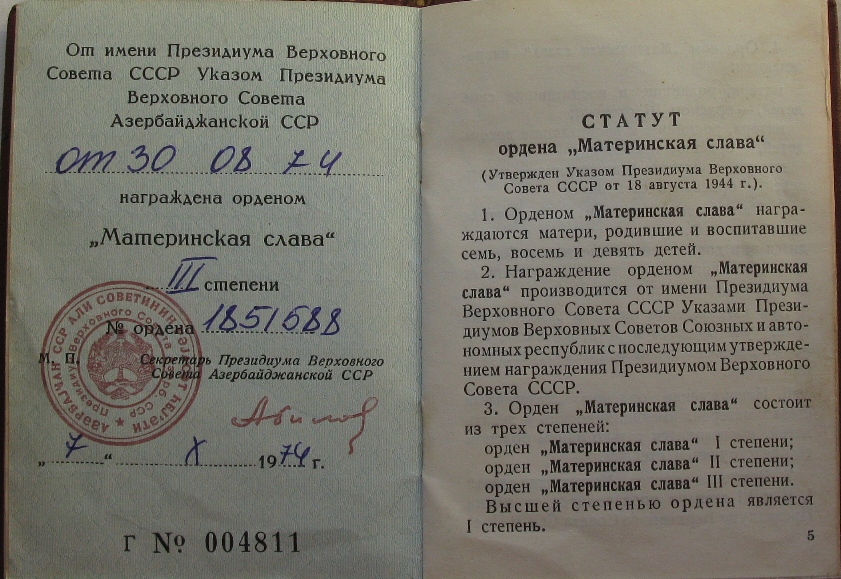 От имени Президиума Верховного
Совета СССР Указом Президиума
Верховного Совета
Азербайджанской ССР
от 30 08 74
награждена орденом
„Материнская слава“
III степени
№ ордена 1851688
М. П. Секретарь Президиума Верховного
Совета Азербайджанской ССР
„7“ X 1974 г.
Г № 004811
СТАТУТ
ордена „Материнская слава“
(Утвержден Указом Президиума Верховного
Совета СССР от 18 августа 1944 г.).
1. Орденом „Материнская слава“ награ-
ждаются матери, родившие и воспитавшие
семь, восемь и девять детей.
2. Награждение орденом „Материнская
слава“ производится от имени Президиума
Верховного Совета СССР Указами Прези-
диумов Верховных Советов Союзных и авто-
номных республик с последующим утвержде-
нием награждения Президиумом Верховного
Совета СССР.
3. Орден „Материнская слава“ состоит
из трех степеней:
орден „Материнская слава“ I степени;
орден „Материнская слава“ II степени;
орден „Материнская слава“ III степени.
Высшей степенью ордена является
I степень.
5